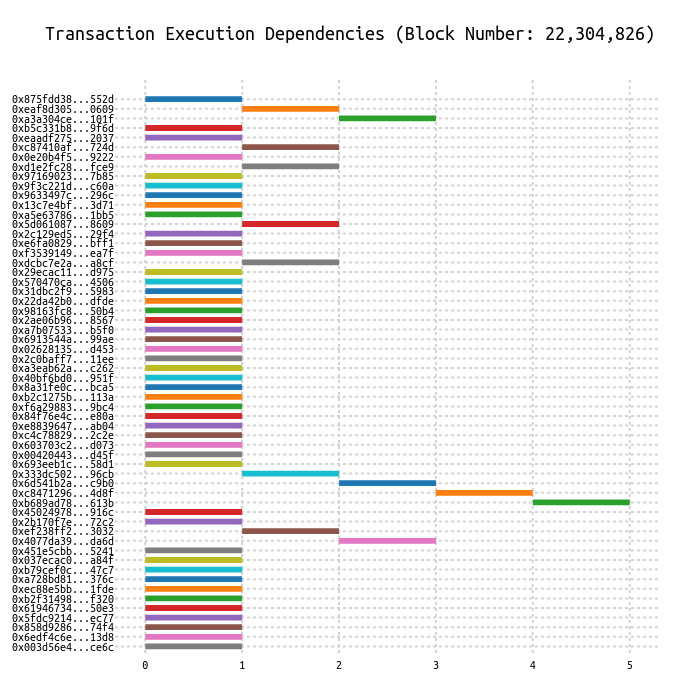 Transaction Execution Dependencies (Block Number: 22,304,826)
0x875fdd38...552d
0xeaf8d305...0609
0xa3a304ce...101f
0xb5c331b8...9f6d
0xeaadf275...2037
0xc87410af...724d
0x0e20b4f5...9222
0xd1e2fc28...fce9
0x97169023...7b85
0x9f3c221d...c60a
0x9633497c...296c
0x13c7e4bf...3d71
0xa5e63786...1bb5
0x5d061087...8609
0x2c129ed5...29f4
0xe6fa0829...bff1
0xf3539149...ea7f
0xdcbc7e2a...a8cf
0x29ecac11...d975
0x570470ca...4506
0x31dbc2f9...5983
0x22da42b0...dfde
0x98163fc8...50b4
0x2ae06b96...8567
0xa7b07533...b5f0
0x6913544a...99ae
0x02628135...d453
0x2c0baff7...11ee
0xa3eab62a...c262
0x40bf6bd0...951f
0x8a31fe0c...bca5
0xb2c1275b...113a
0xf6a29883...9bc4
0x84f76e4c...e80a
0xe8839647...ab04
0xc4c78829...2c2e
0x603703c2...d073
0x00420443...d45f
0x693eeb1c...58d1
0x333dc502...96cb
0x6d541b2a...c9b0
0xc8471296...4d8f
0xb689ad78...613b
0x45024978...916c
0x2b170f7e...72c2
0xef238ff2...3032
0x4077da39...da6d
0x451e5cbb...5241
0x037ecac0...a84f
0xb79cef0c...47c7
0xa728bd81...376c
0xec88e5bb...1fde
0xb2f31498...f320
0x61946734...50e3
0x5fdc9214...ec77
0x858d9286...74f4
0x6edf4c6e...13d8
0x003d56e4...ce6c
0 1 2 3 4 5